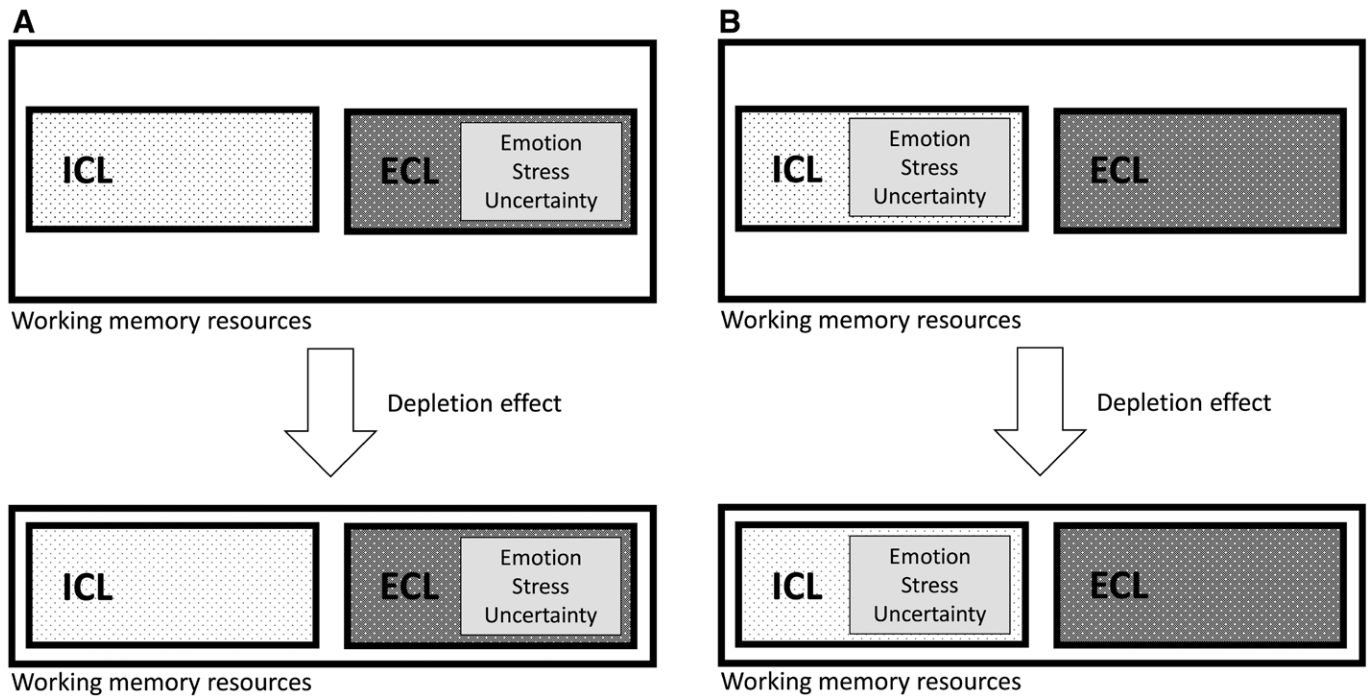 A
ICL
ECL
Emotion
Stress
Uncertainty
Working memory resources
Depletion effect
ICL
ECL
Emotion
Stress
Uncertainty
Working memory resources
B
ICL
Emotion
Stress
Uncertainty
ECL
Working memory resources
Depletion effect
ICL
Emotion
Stress
Uncertainty
ECL
Working memory resources